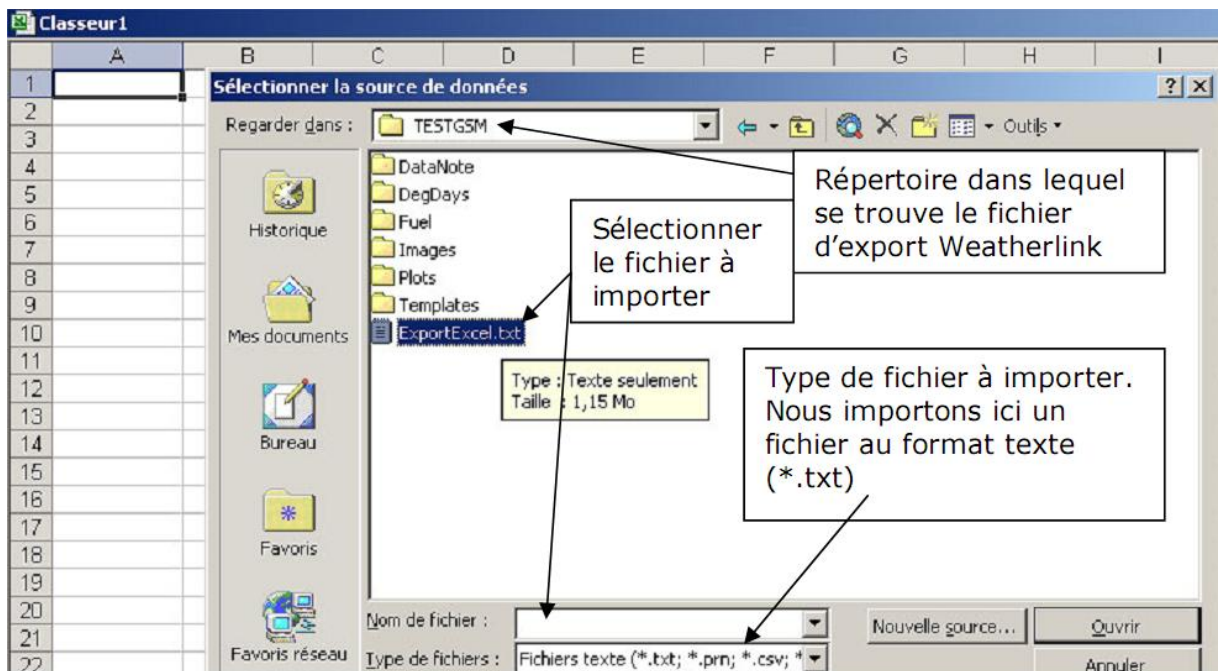 Classeur1
A B C D E F G H I
1
2
3
4
5
6
7
8
9
10
11
12
13
14
15
16
17
18
19
20
21
22
Sélectionner la source de données
Regarder dans : TESTGSM Outils
Historique
Mes documents
Bureau
Favoris
Favoris réseau
DataNote
DegDays
Fuel
Images
Plots
Templates
ExportExcel.txt
Type : Texte seulement
Taille : 1,15 Mo
Répertoire dans lequel
se trouve le fichier
d'export Weatherlink
Sélectionner
le fichier à
importer
Type de fichier à importer.
Nous importons ici un
fichier au format texte
(*.txt)
Nom de fichier :
Nouvelle source... Ouvrir
Type de fichiers : Fichiers texte (*.txt; *.prn; *.csv; *
Annuler